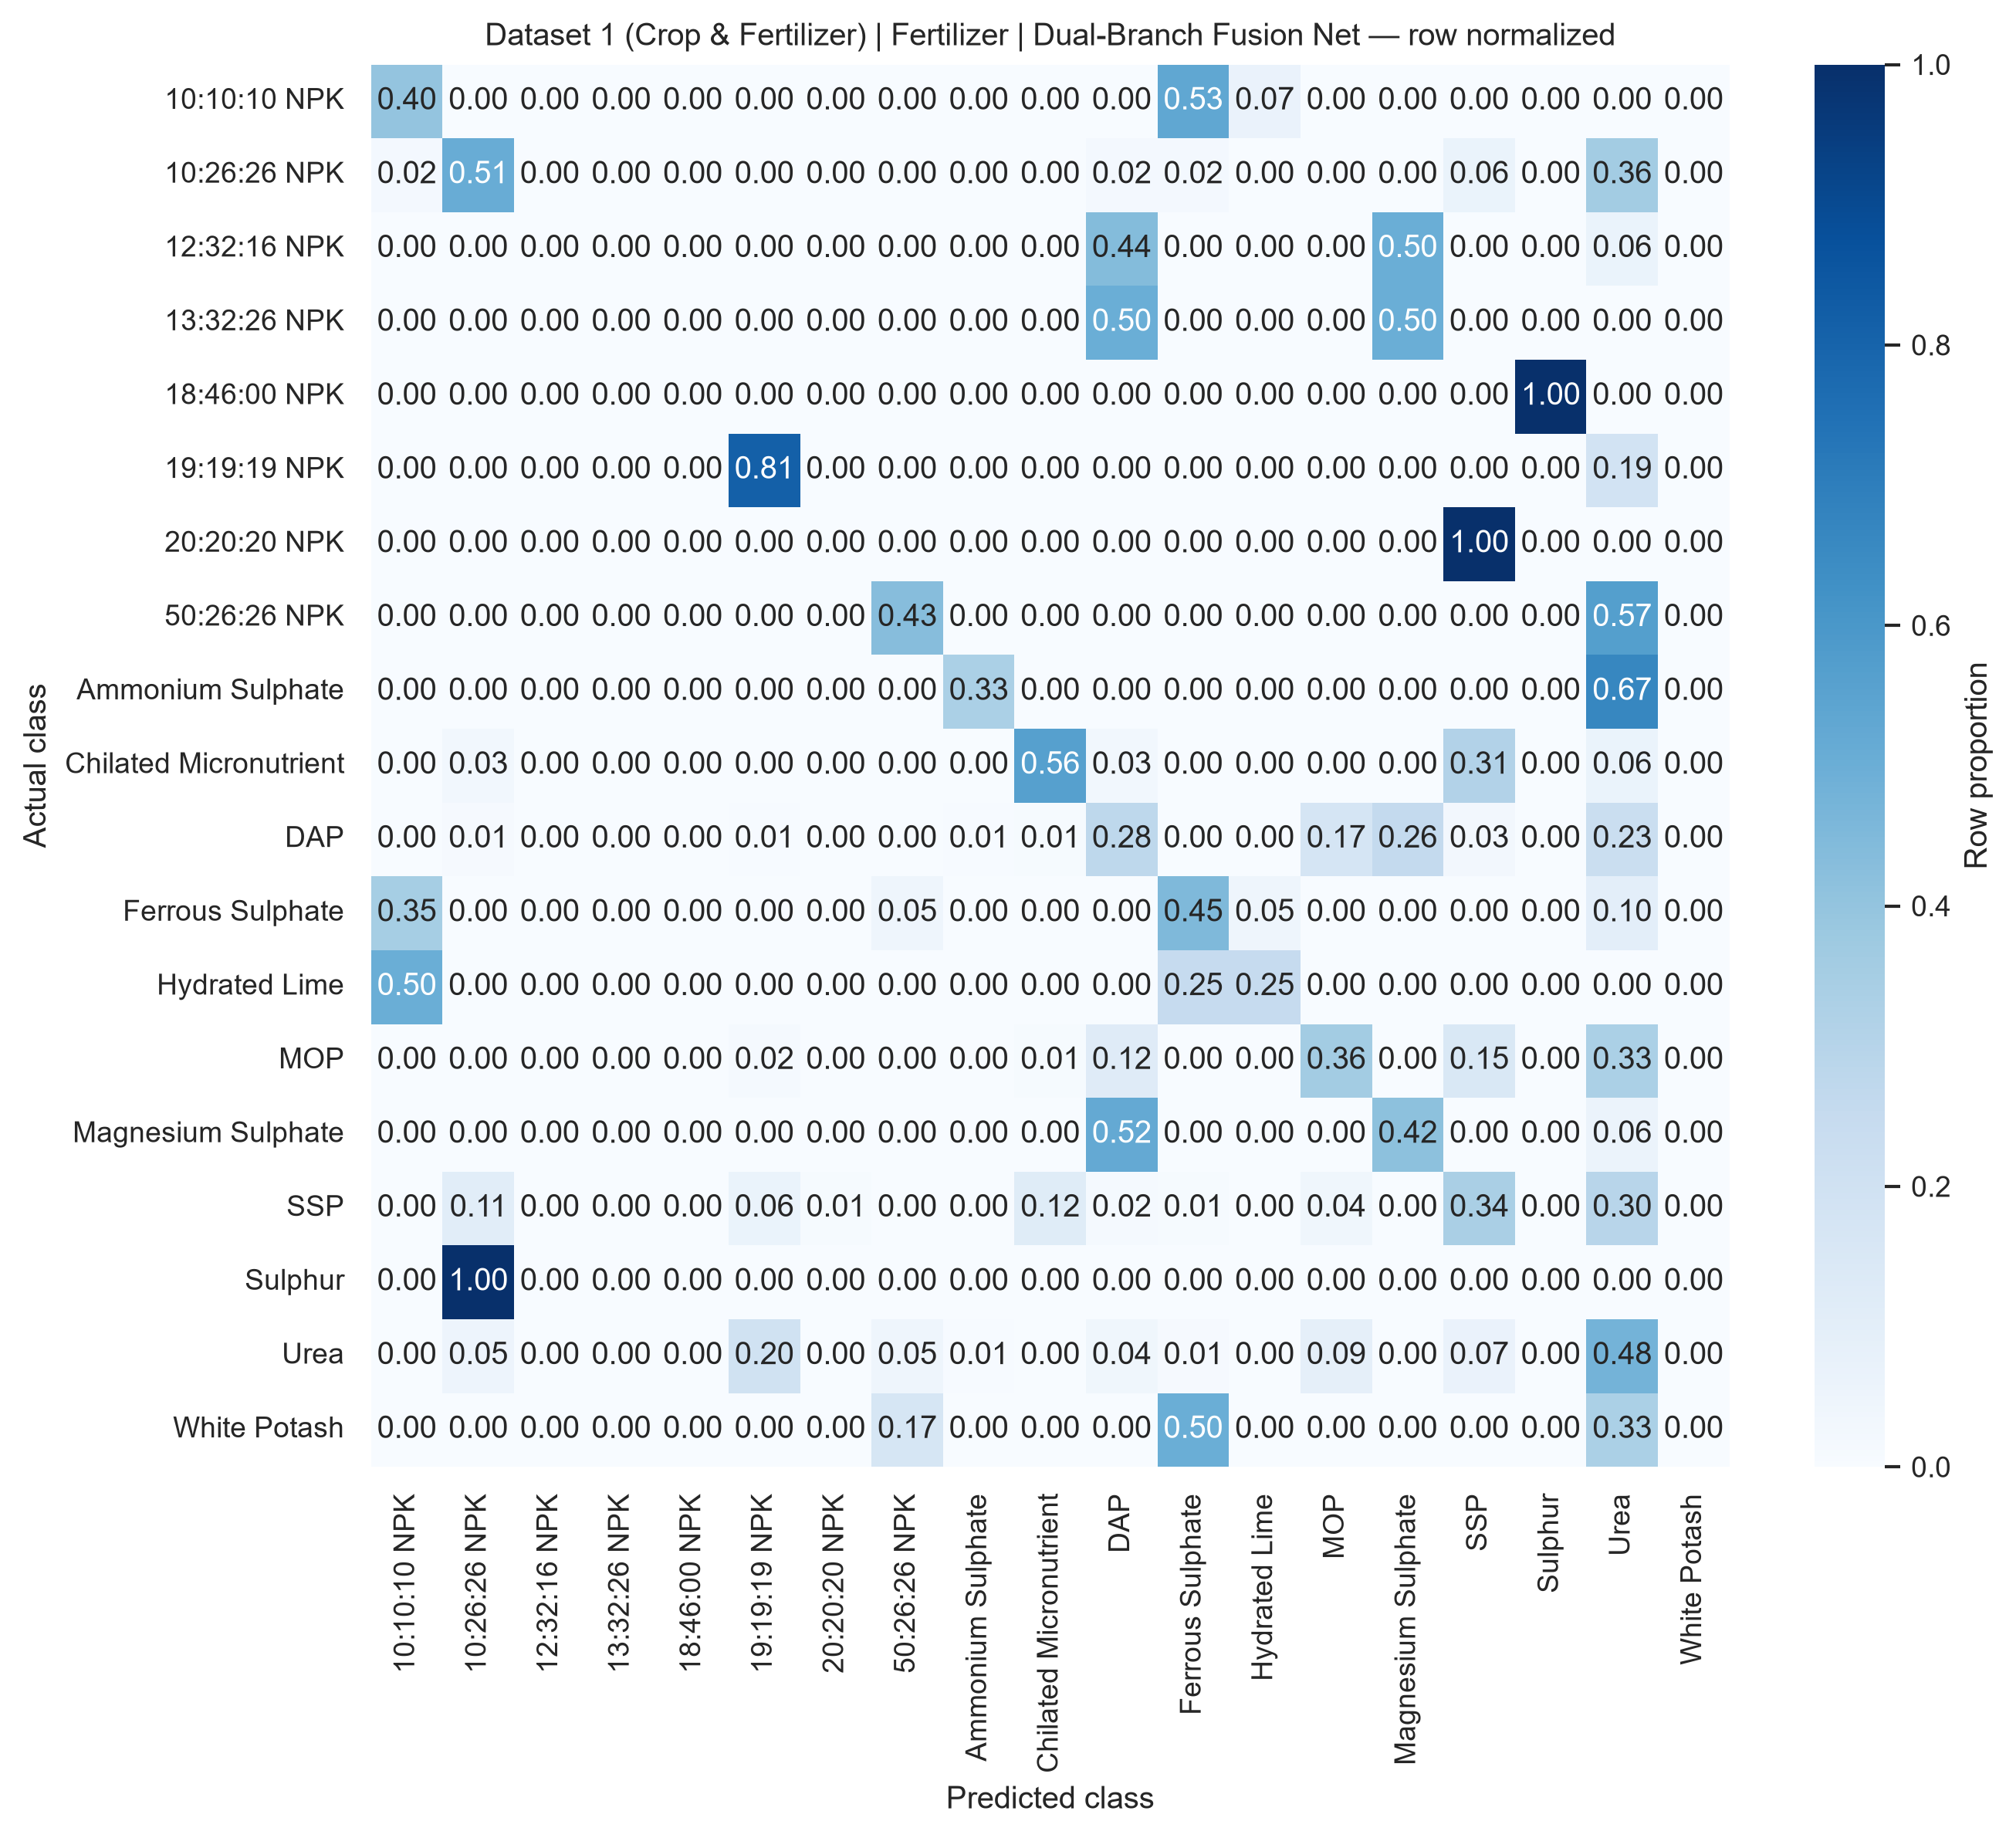 Dataset 1 (Crop & Fertilizer) | Fertilizer | Dual-Branch Fusion Net — row normalized
Actual class
10:10:10 NPK 0.40 0.00 0.00 0.00 0.00 0.00 0.00 0.00 0.00 0.00 0.00 0.53 0.07 0.00 0.00 0.00 0.00 0.00 0.00
10:26:26 NPK 0.02 0.51 0.00 0.00 0.00 0.00 0.00 0.00 0.00 0.00 0.02 0.02 0.00 0.00 0.00 0.06 0.00 0.36 0.00
12:32:16 NPK 0.00 0.00 0.00 0.00 0.00 0.00 0.00 0.00 0.00 0.00 0.44 0.00 0.00 0.00 0.50 0.00 0.00 0.06 0.00
13:32:26 NPK 0.00 0.00 0.00 0.00 0.00 0.00 0.00 0.00 0.00 0.00 0.50 0.00 0.00 0.00 0.50 0.00 0.00 0.00 0.00
18:46:00 NPK 0.00 0.00 0.00 0.00 0.00 0.00 0.00 0.00 0.00 0.00 0.00 0.00 0.00 0.00 0.00 0.00 1.00 0.00 0.00
19:19:19 NPK 0.00 0.00 0.00 0.00 0.00 0.81 0.00 0.00 0.00 0.00 0.00 0.00 0.00 0.00 0.00 0.00 0.00 0.19 0.00
20:20:20 NPK 0.00 0.00 0.00 0.00 0.00 0.00 0.00 0.00 0.00 0.00 0.00 0.00 0.00 0.00 0.00 1.00 0.00 0.00 0.00
50:26:26 NPK 0.00 0.00 0.00 0.00 0.00 0.00 0.00 0.43 0.00 0.00 0.00 0.00 0.00 0.00 0.00 0.00 0.00 0.57 0.00
Ammonium Sulphate 0.00 0.00 0.00 0.00 0.00 0.00 0.00 0.00 0.33 0.00 0.00 0.00 0.00 0.00 0.00 0.00 0.00 0.67 0.00
Chilated Micronutrient 0.00 0.03 0.00 0.00 0.00 0.00 0.00 0.00 0.00 0.56 0.03 0.00 0.00 0.00 0.00 0.31 0.00 0.06 0.00
DAP 0.00 0.01 0.00 0.00 0.00 0.01 0.00 0.00 0.01 0.01 0.28 0.00 0.00 0.17 0.26 0.03 0.00 0.23 0.00
Ferrous Sulphate 0.35 0.00 0.00 0.00 0.00 0.00 0.00 0.05 0.00 0.00 0.00 0.45 0.05 0.00 0.00 0.00 0.00 0.10 0.00
Hydrated Lime 0.50 0.00 0.00 0.00 0.00 0.00 0.00 0.00 0.00 0.00 0.00 0.25 0.25 0.00 0.00 0.00 0.00 0.00 0.00
MOP 0.00 0.00 0.00 0.00 0.00 0.02 0.00 0.00 0.00 0.01 0.12 0.00 0.00 0.36 0.00 0.15 0.00 0.33 0.00
Magnesium Sulphate 0.00 0.00 0.00 0.00 0.00 0.00 0.00 0.00 0.00 0.00 0.52 0.00 0.00 0.00 0.42 0.00 0.00 0.06 0.00
SSP 0.00 0.11 0.00 0.00 0.00 0.06 0.01 0.00 0.00 0.12 0.02 0.01 0.00 0.04 0.00 0.34 0.00 0.30 0.00
Sulphur 0.00 1.00 0.00 0.00 0.00 0.00 0.00 0.00 0.00 0.00 0.00 0.00 0.00 0.00 0.00 0.00 0.00 0.00 0.00
Urea 0.00 0.05 0.00 0.00 0.00 0.20 0.00 0.05 0.01 0.00 0.04 0.01 0.00 0.09 0.00 0.07 0.00 0.48 0.00
White Potash 0.00 0.00 0.00 0.00 0.00 0.00 0.00 0.17 0.00 0.00 0.00 0.50 0.00 0.00 0.00 0.00 0.00 0.33 0.00
10:10:10 NPK
10:26:26 NPK
12:32:16 NPK
13:32:26 NPK
18:46:00 NPK
19:19:19 NPK
20:20:20 NPK
50:26:26 NPK
Ammonium Sulphate
Chilated Micronutrient
DAP
Ferrous Sulphate
Hydrated Lime
MOP
Magnesium Sulphate
SSP
Sulphur
Urea
White Potash
Predicted class
1.0
0.8
0.6
0.4
0.2
0.0
Row proportion